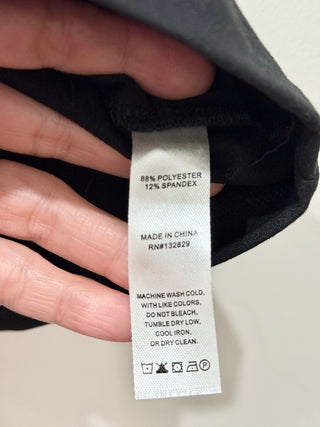 88% POLYESTER
12% SPANDEX
MADE IN CHINA
RN#132829
MACHINE WASH COLD,
WITH LIKE COLORS,
DO NOT BLEACH,
TUMBLE DRY LOW,
COOL IRON,
OR DRY CLEAN.
P